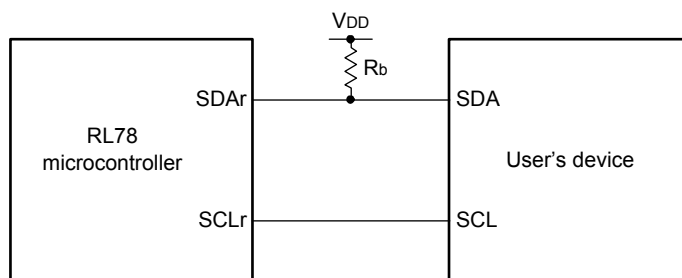 VDD
Rb
SDAr
SDA
RL78
microcontroller
User's device
SCLr
SCL